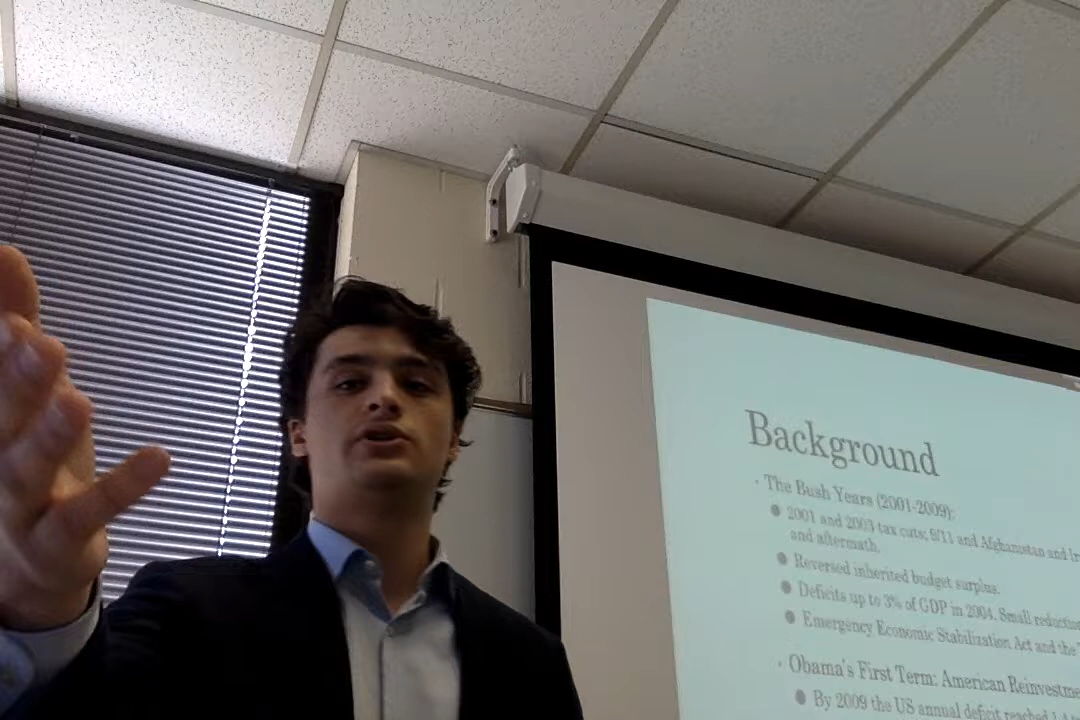 Background
The Bush Years (2001-2009):
2001 and 2003 tax cuts; 9/11 and Afghanistan and
and aftermath.
Reversed inherited budget surplus.
Deficits up to 3% of GDP in 2004. Small reduction
Emergency Economic Stabilization Act and the
Obama's First Term: American
By 2009 the US annual deficit reached